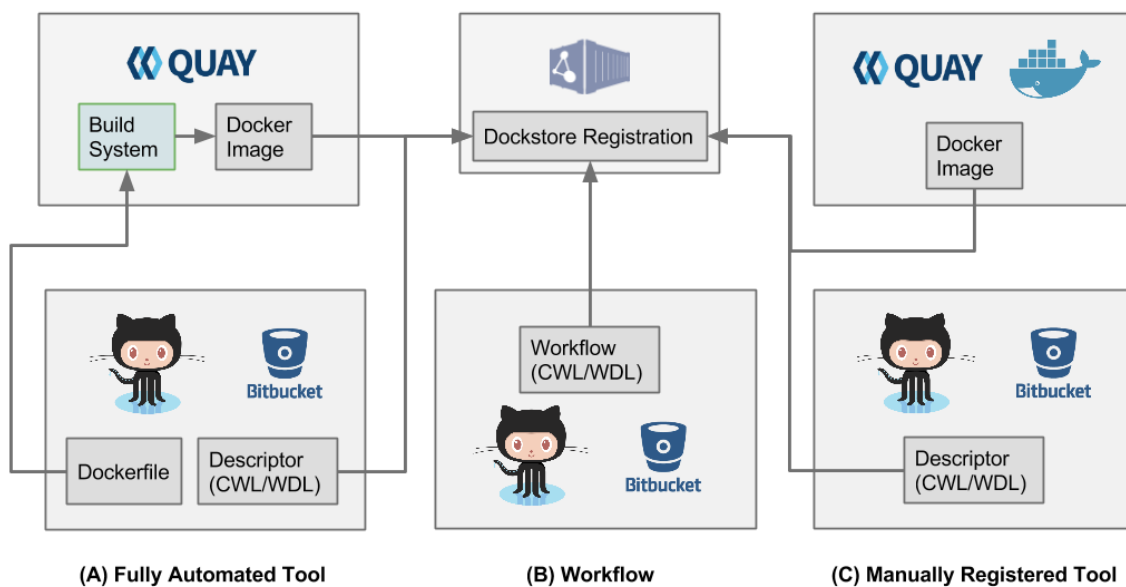 QUAY
Build
System
Docker
Image
Dockstore Registration
QUAY
Docker
Image
Bitbucket
Dockerfile
Descriptor
(CWL/WDL)
Workflow
(CWL/WDL)
Bitbucket
Bitbucket
Descriptor
(CWL/WDL)
(A) Fully Automated Tool
(B) Workflow
(C) Manually Registered Tool